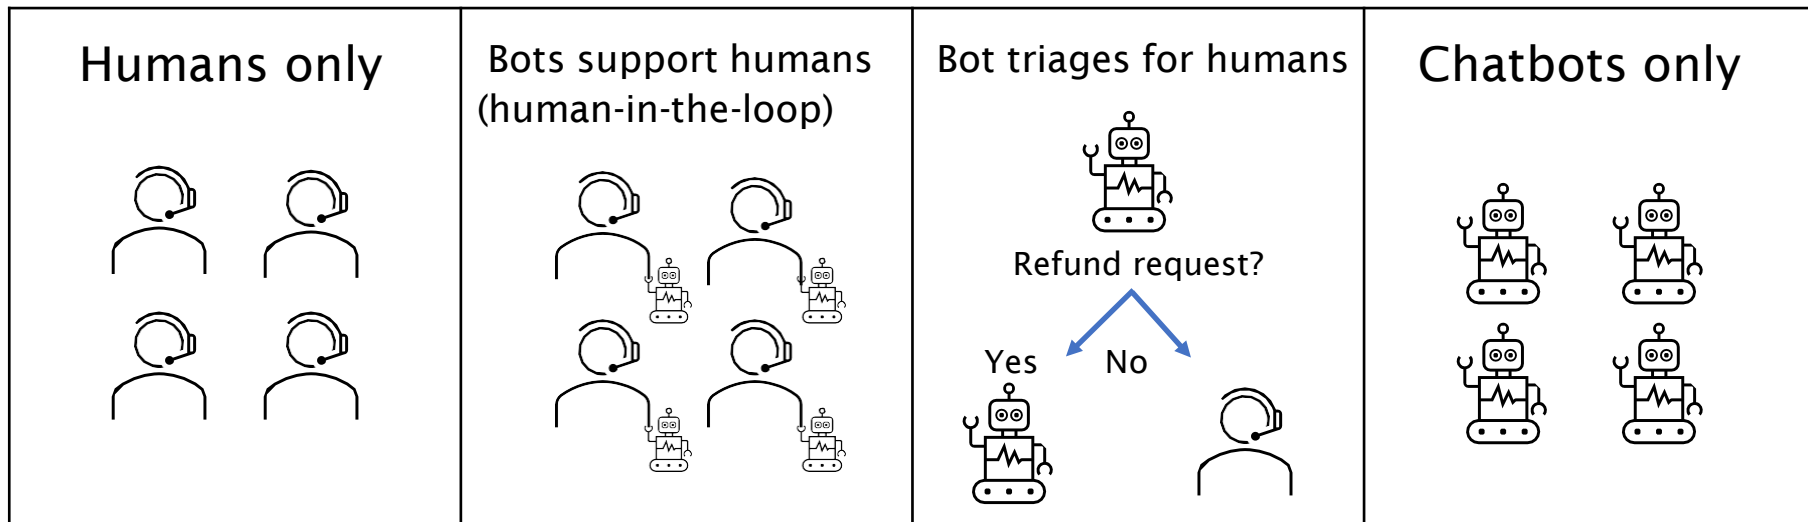 Humans only
Bots support humans
(human-in-the-loop)
Bot triages for humans
Refund request?
Yes
No
Chatbots only